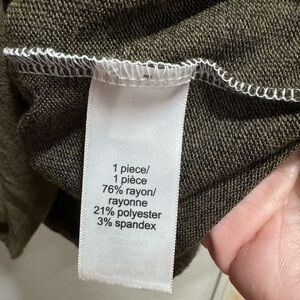 1 piece/
1 pièce
76% rayon/
rayonne
21% polyester
3% spandex